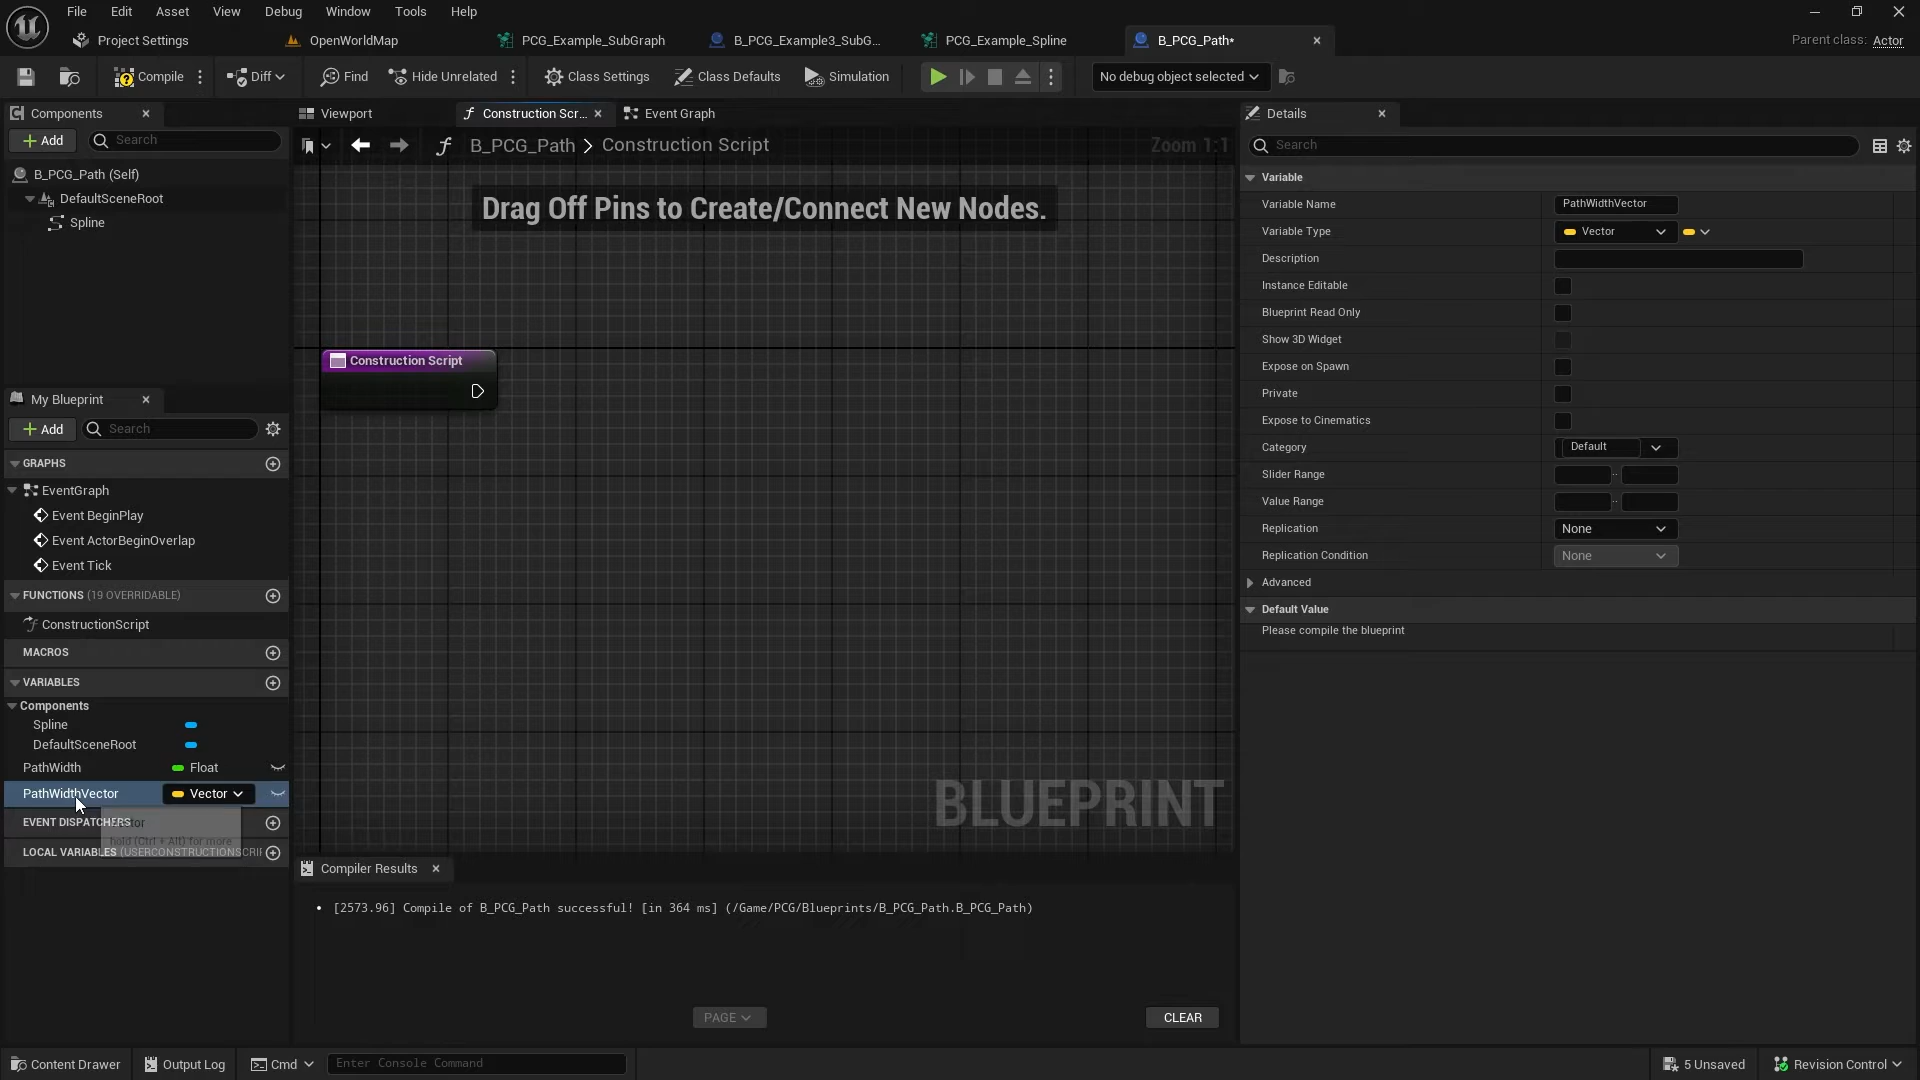 File Edit Asset View Debug Window Tools Help
Project Settings OpenWorldMap PCG_Example_SubGraph B_PCG_Example3_SubG... PCG_Example_Spline B_PCG_Path* Parent class: Actor
Compile Diff Find Hide Unrelated Class Settings Class Defaults Simulation No debug object selected
Components
Add Search
B_PCG_Path (Self)
DefaultSceneRoot
Spline
My Blueprint
Add Search
GRAPHS
EventGraph
Event BeginPlay
Event ActorBeginOverlap
Event Tick
FUNCTIONS (19 OVERRIDABLE)
ConstructionScript
MACROS
VARIABLES
Components
Spline
DefaultSceneRoot
PathWidth Float
PathWidthVector Vector
EVENT DISPATCHERS
hold (Ctrl + Alt) for more
LOCAL VARIABLES (USERCONSTRUCTIONSCRIP
Viewport Construction Scr... Event Graph
B_PCG_Path > Construction Script Zoom 1:1
Drag Off Pins to Create/Connect New Nodes.
Construction Script
BLUEPRINT
Compiler Results
[2573.96] Compile of B_PCG_Path successful! [in 364 ms] (/Game/PCG/Blueprints/B_PCG_Path.B_PCG_Path)
PAGE CLEAR
Details
Search
Variable
Variable Name PathWidthVector
Variable Type Vector
Description
Instance Editable
Blueprint Read Only
Show 3D Widget
Expose on Spawn
Private
Expose to Cinematics
Category Default
Slider Range ..
Value Range ..
Replication None
Replication Condition None
Advanced
Default Value
Please compile the blueprint
Content Drawer Output Log Cmd Enter Console Command 5 Unsaved Revision Control